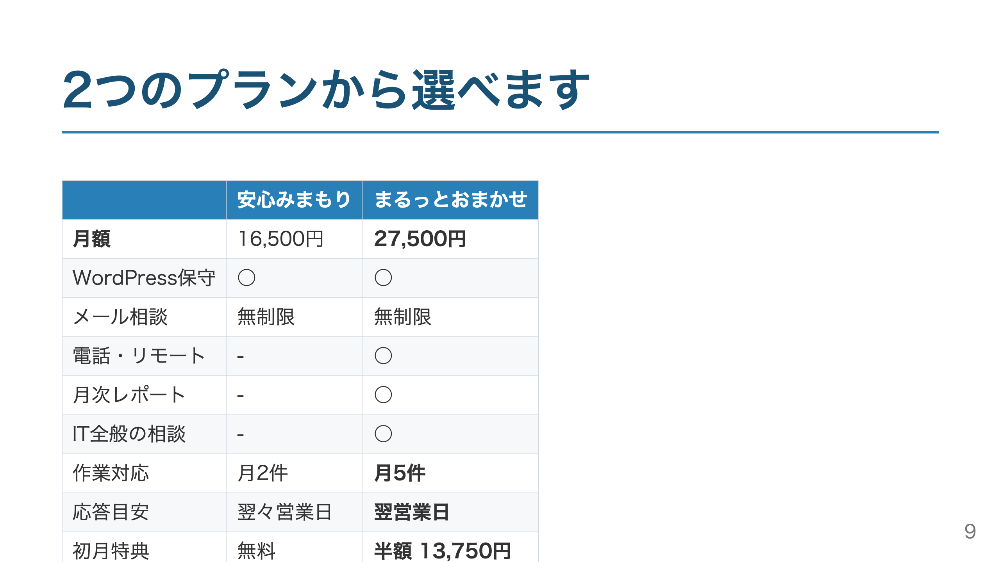 2つのプランから選べます
安心みまもり まるっとおまかせ
月額 16,500円 27,500円
WordPress保守 ○ ○
メール相談 無制限 無制限
電話・リモート - ○
月次レポート - ○
IT全般の相談 - ○
作業対応 月2件 月5件
応答目安 翌々営業日 翌営業日
初月特典 無料 半額 13,750円
9